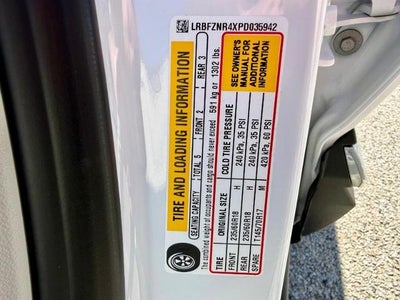 LRBFZNR4XPD035942
TIRE AND LOADING INFORMATION
SEATING CAPACITY TOTAL 5 FRONT 2 REAR 3
The combined weight of occupants and cargo should never exceed 591 kg or 1302 lbs.
TIRE ORIGINAL SIZE COLD TIRE PRESSURE
FRONT 235/60R18 H 240 kPa, 35 PSI
REAR 235/60R18 H 240 kPa, 35 PSI
SPARE T145/70R17 M 420 kPa, 60 PSI
SEE OWNER'S
MANUAL FOR
ADDITIONAL
INFORMATION